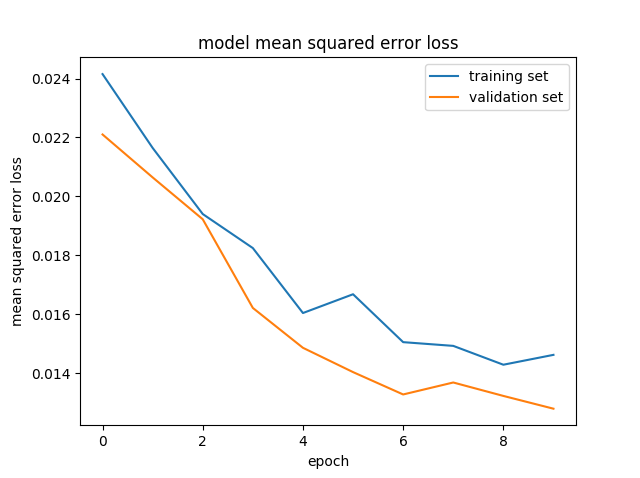 model mean squared error loss
training set
validation set
mean squared error loss
0.024
0.022
0.020
0.018
0.016
0.014
0 2 4 6 8
epoch